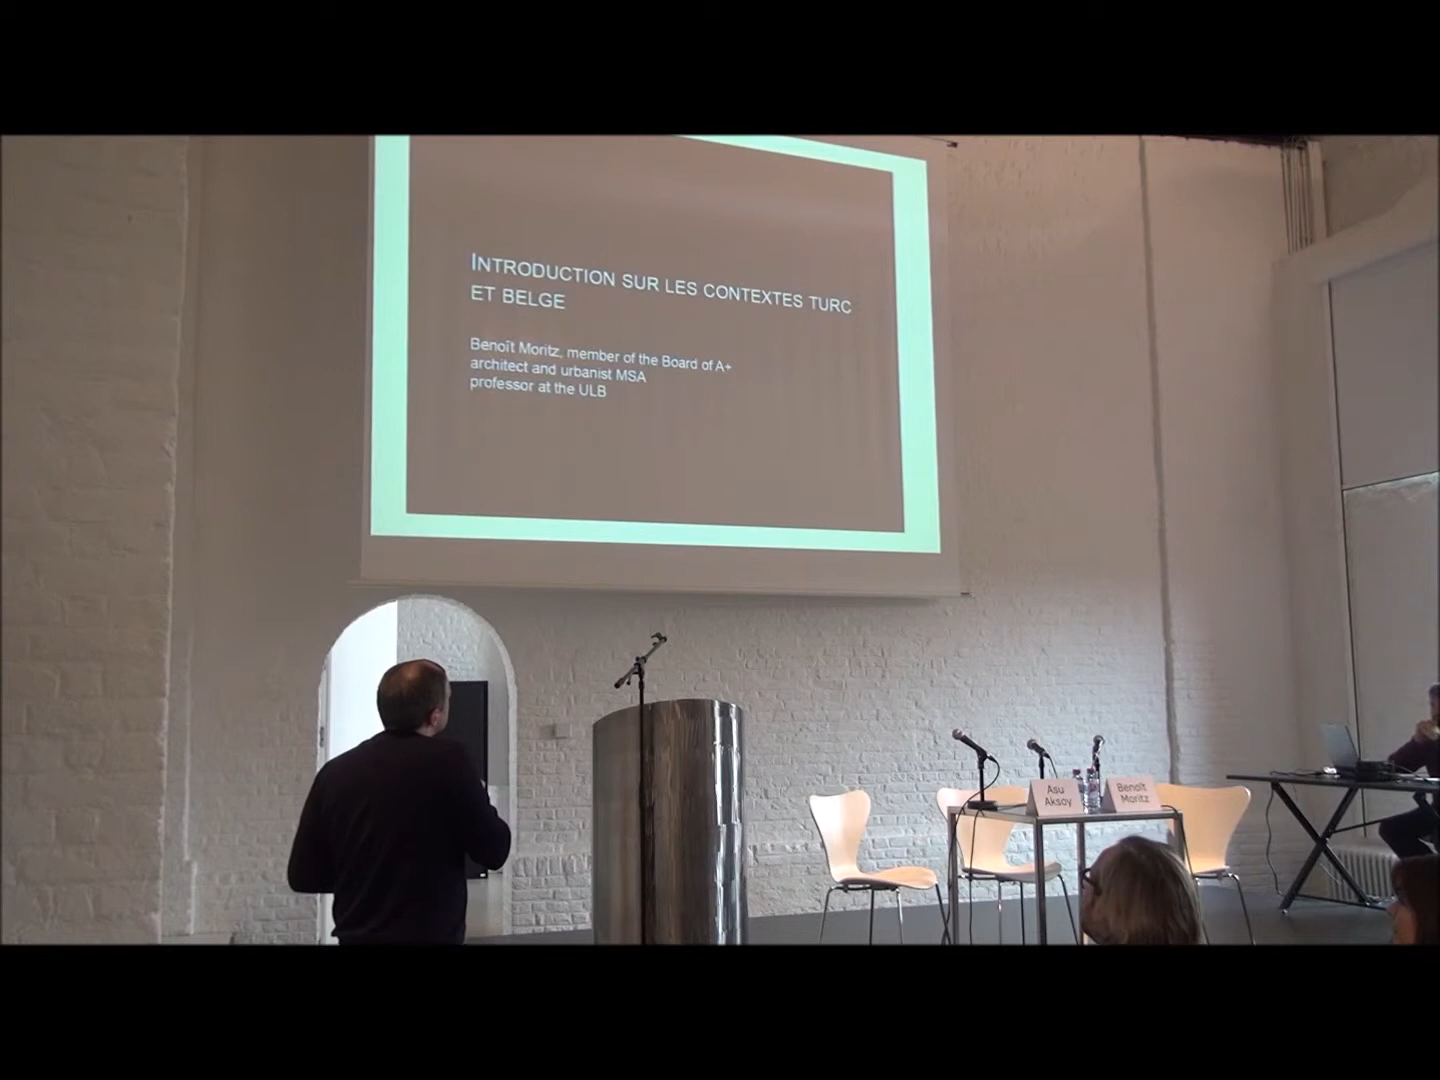 INTRODUCTION SUR LES CONTEXTES TURC
ET BELGE
Benoît Moritz, member of the Board of A+
architect and urbanist MSA
professor at the ULB
Asu
Aksoy
Benoît
Moritz